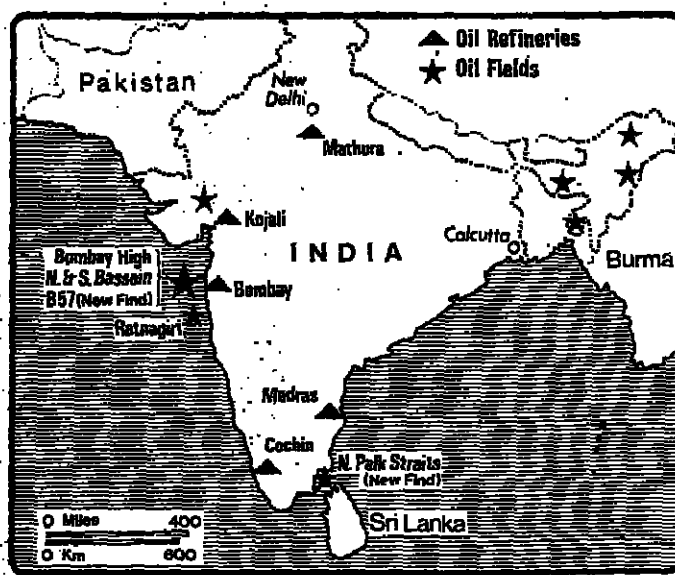 Oil Refineries
Oil Fields
Pakistan
New
Delhi
Mathura
Kojali
INDIA
Calcutta
Burma
Bombay High
N. & S. Bassein
B57 (New Find)
Bombay
Ratnagiri
Madras
Cochin
N. Palk Straits
(New Find)
Sri Lanka
0 Miles 400
0 Km 600